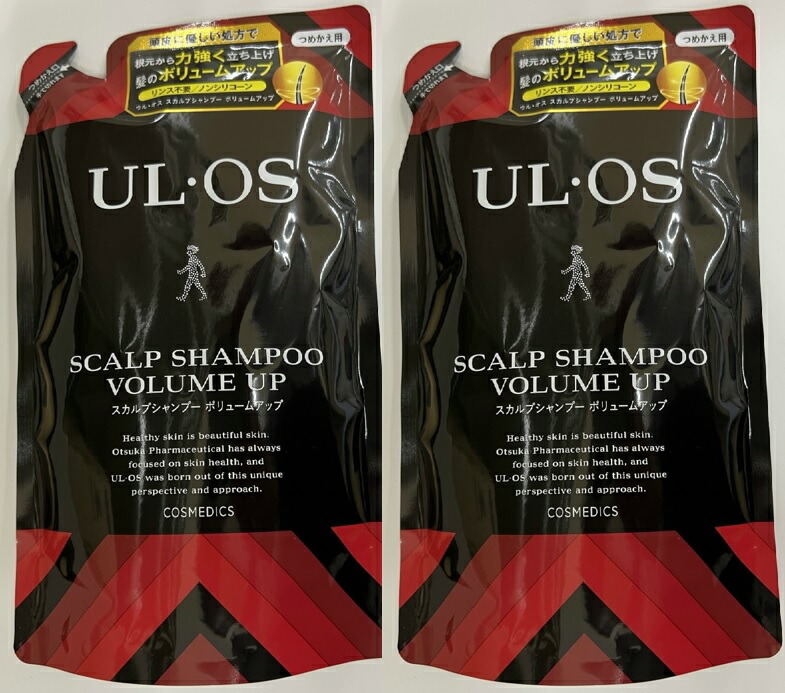 頭皮に優しい処方で
つめかえ用
根元から力強く立ち上げ
髪のボリュームアップ
リンス不要/ノンシリコーン
ウル・オス スカルプシャンプー ボリュームアップ
つめかえ口
UL·OS
SCALP SHAMPOO
VOLUME UP
スカルプシャンプー ボリュームアップ
Healthy skin is beautiful skin.
Otsuka Pharmaceutical has always
focused on skin health, and
UL·OS was born out of this unique
perspective and approach.
COSMEDICS
頭皮に優しい処方で
つめかえ用
根元から力強く立ち上げ
髪のボリュームアップ
リンス不要/ノンシリコーン
ウル・オス スカルプシャンプー ボリュームアップ
つめかえ口
UL·OS
SCALP SHAMPOO
VOLUME UP
スカルプシャンプー ボリュームアップ
Healthy skin is beautiful skin.
Otsuka Pharmaceutical has always
focused on skin health, and
UL·OS was born out of this unique
perspective and approach.
COSMEDICS